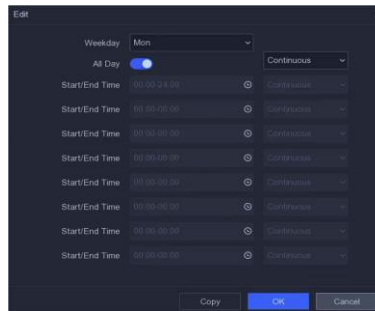 Edit
Weekday Mon
All Day Continuous
Start/End Time 00:00-24:00 Continuous
Start/End Time 00:00-00:00 Continuous
Start/End Time 00:00-00:00 Continuous
Start/End Time 00:00-00:00 Continuous
Start/End Time 00:00-00:00 Continuous
Start/End Time 00:00-00:00 Continuous
Start/End Time 00:00-00:00 Continuous
Start/End Time 00:00-00:00 Continuous
Copy OK Cancel